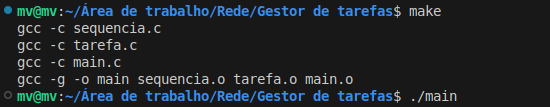 mv@mv:~/Área de trabalho/Rede/Gestor de tarefas$ make
gcc -c sequencia.c
gcc -c tarefa.c
gcc -c main.c
gcc -g -o main sequencia.o tarefa.o main.o
mv@mv:~/Área de trabalho/Rede/Gestor de tarefas$ ./main